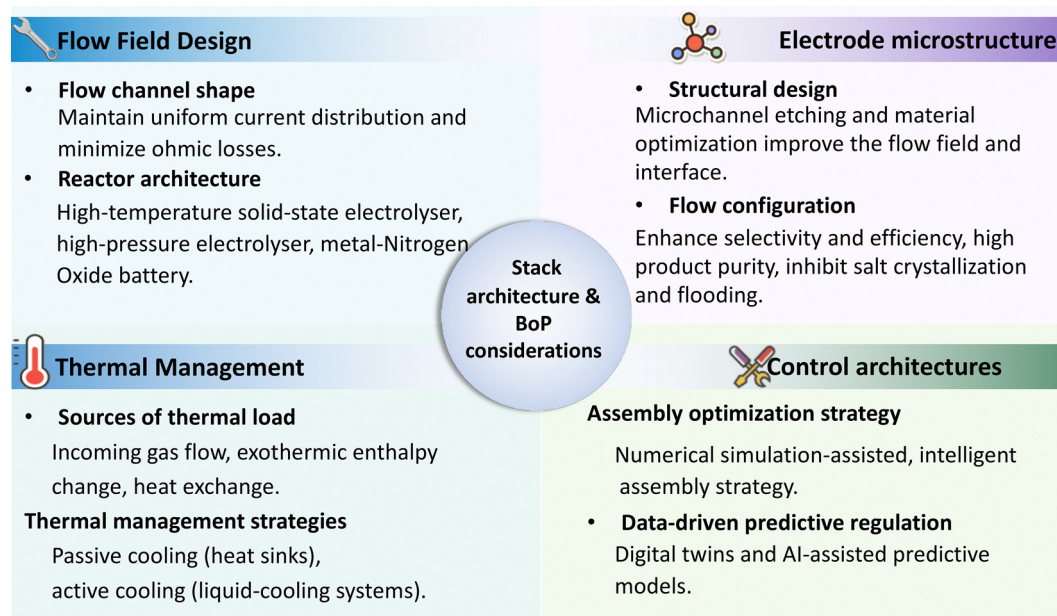 Flow Field Design
• Flow channel shape
Maintain uniform current distribution and
minimize ohmic losses.
• Reactor architecture
High-temperature solid-state electrolyser,
high-pressure electrolyser, metal-Nitrogen
Oxide battery.
Electrode microstructure
• Structural design
Microchannel etching and material
optimization improve the flow field and
interface.
• Flow configuration
Enhance selectivity and efficiency, high
product purity, inhibit salt crystallization
and flooding.
Stack
architecture &
BoP
considerations
Thermal Management
• Sources of thermal load
Incoming gas flow, exothermic enthalpy
change, heat exchange.
Thermal management strategies
Passive cooling (heat sinks),
active cooling (liquid-cooling systems).
Control architectures
Assembly optimization strategy
Numerical simulation-assisted, intelligent
assembly strategy.
• Data-driven predictive regulation
Digital twins and AI-assisted predictive
models.